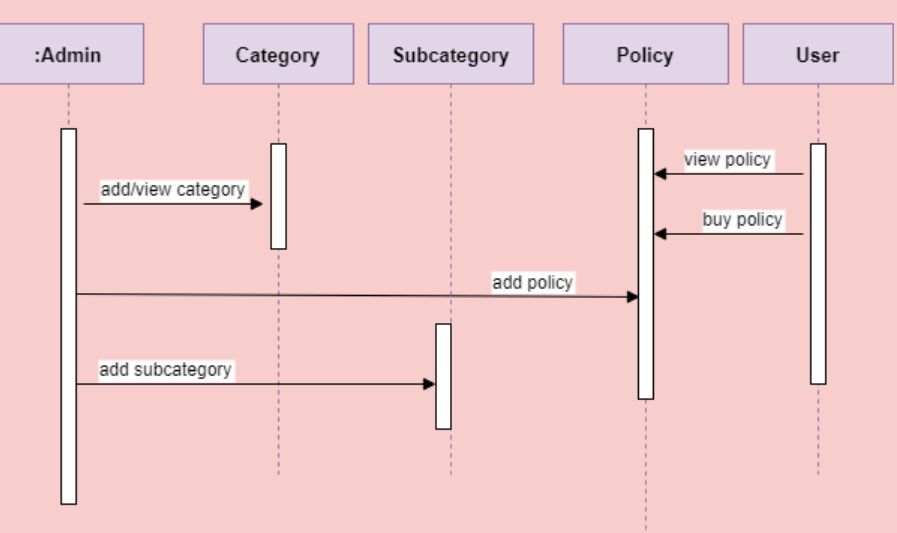 :Admin
Category
Subcategory
Policy
User
view policy
add/view category
buy policy
add policy
add subcategory